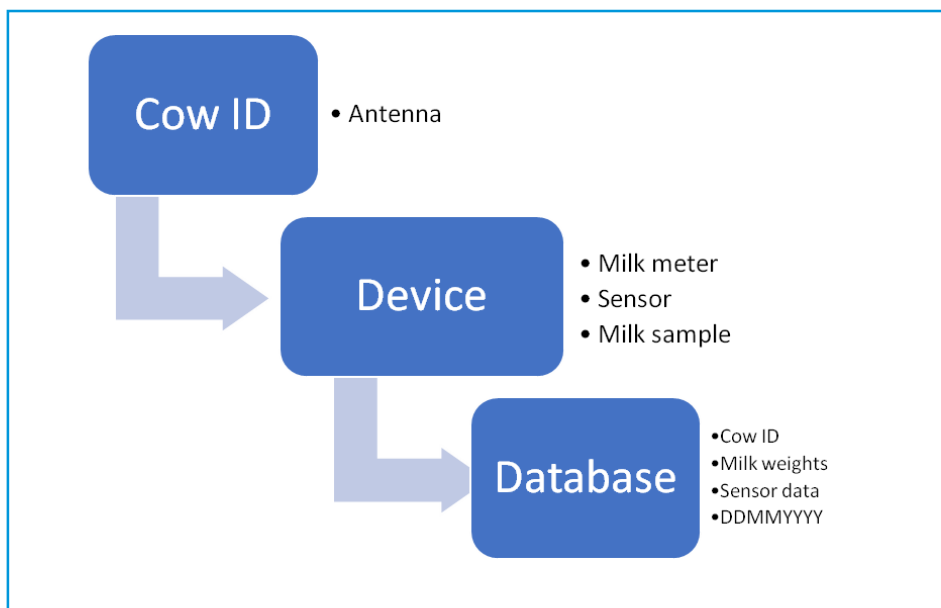 Cow ID
• Antenna
Device
• Milk meter
• Sensor
• Milk sample
Database
•Cow ID
•Milk weights
•Sensor data
•DDMMYYYY